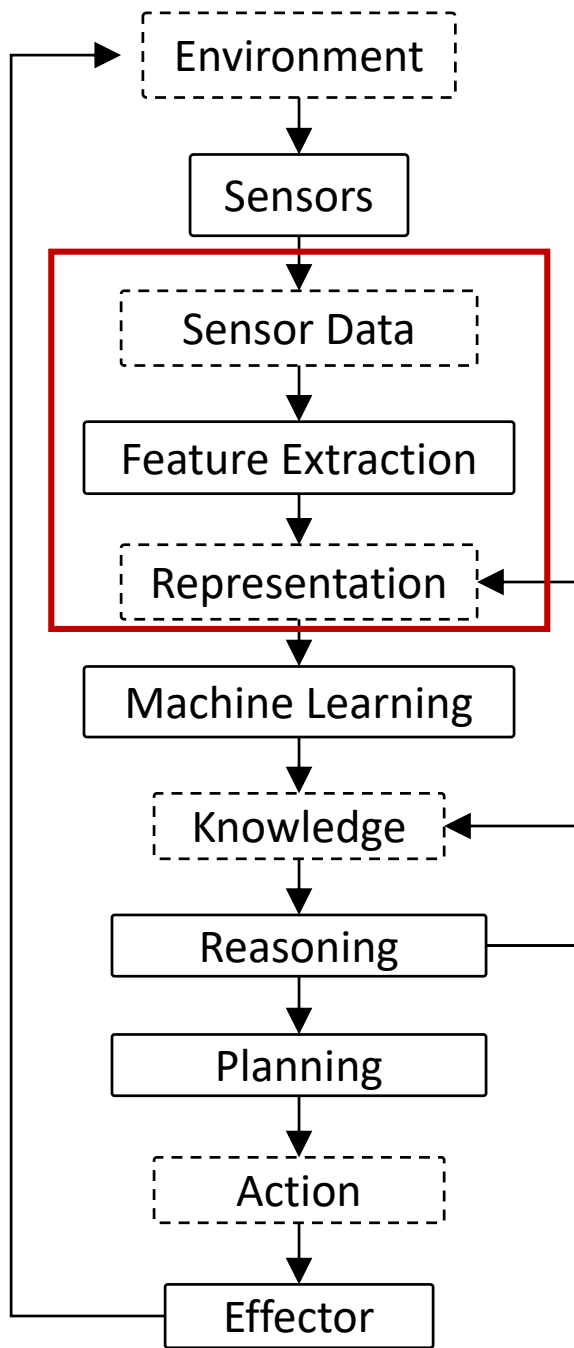 Environment
Sensors
Sensor Data
Feature Extraction
Representation
Machine Learning
Knowledge
Reasoning
Planning
Action
Effector